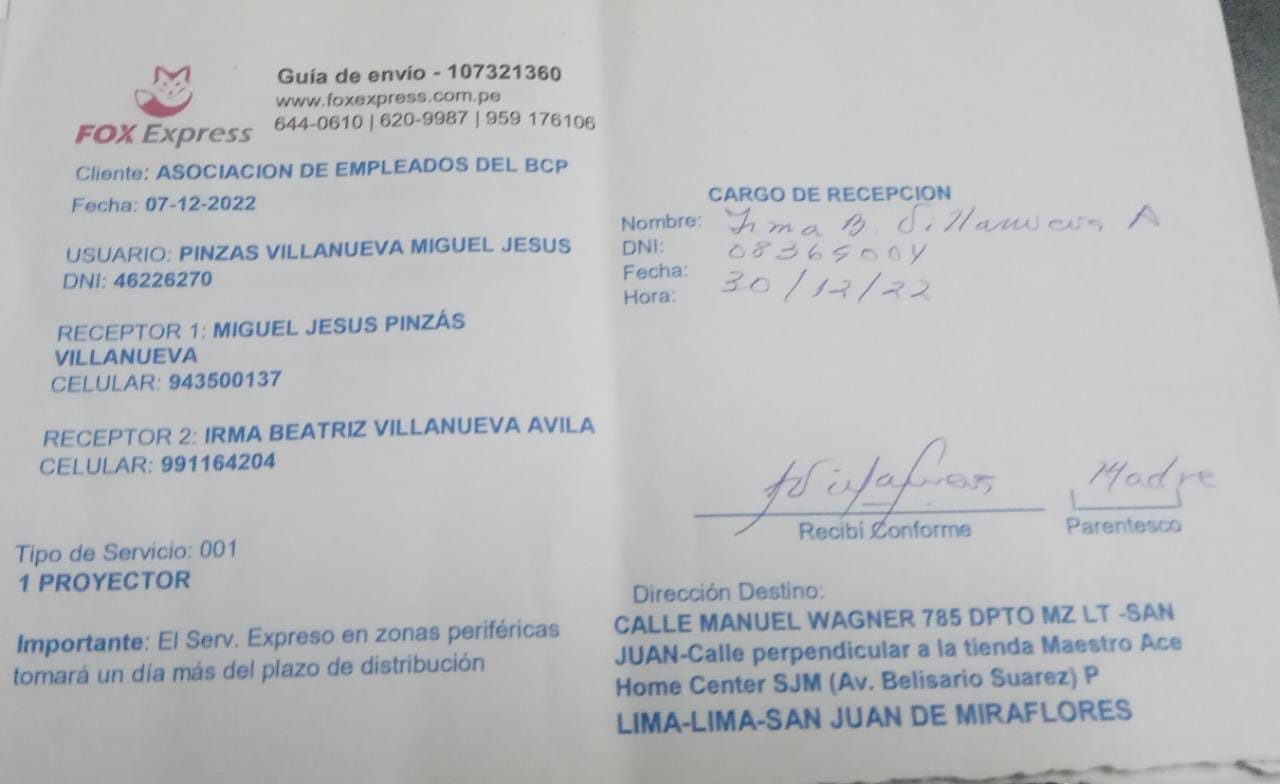 FOX Express
Guía de envío - 107321360
www.foxexpress.com.pe
644-0610 | 620-9987 | 959 176106
Cliente: ASOCIACION DE EMPLEADOS DEL BCP
Fecha: 07-12-2022
USUARIO: PINZAS VILLANUEVA MIGUEL JESUS
DNI: 46226270
RECEPTOR 1: MIGUEL JESUS PINZÁS
VILLANUEVA
CELULAR: 943500137
RECEPTOR 2: IRMA BEATRIZ VILLANUEVA AVILA
CELULAR: 991164204
Tipo de Servicio: 001
1 PROYECTOR
Importante: El Serv. Expreso en zonas periféricas
tomará un día más del plazo de distribución
CARGO DE RECEPCION
Nombre: Irma B. Villanueva A
DNI: 08365004
Fecha: 30/12/22
Hora:
Recibí Conforme
Madre
Parentesco
Dirección Destino:
CALLE MANUEL WAGNER 785 DPTO MZ LT -SAN
JUAN-Calle perpendicular a la tienda Maestro Ace
Home Center SJM (Av. Belisario Suarez) P
LIMA-LIMA-SAN JUAN DE MIRAFLORES